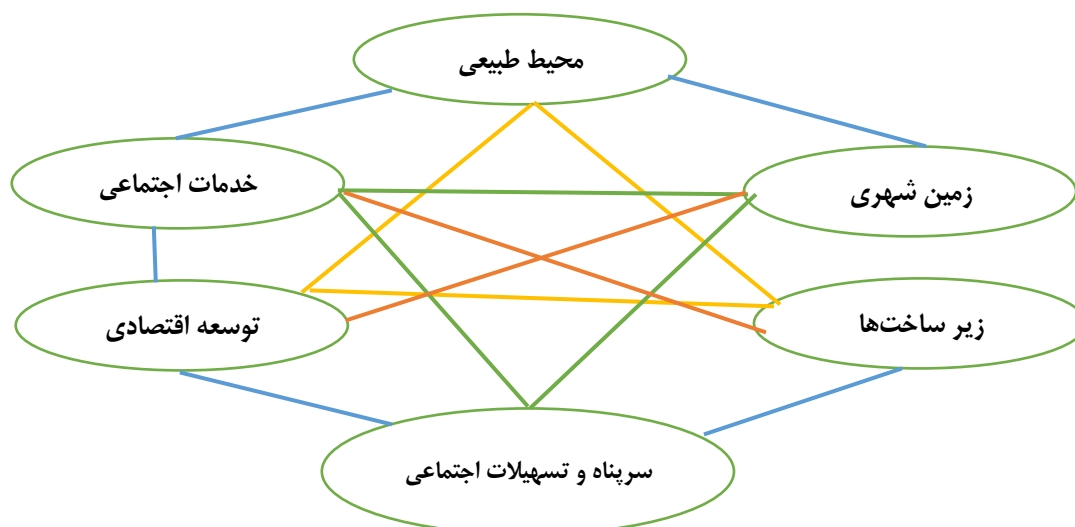 محیط طبیعی
زمین شهری
خدمات اجتماعی
زیر ساخت‌ها
توسعه اقتصادی
سرپناه و تسهیلات اجتماعی